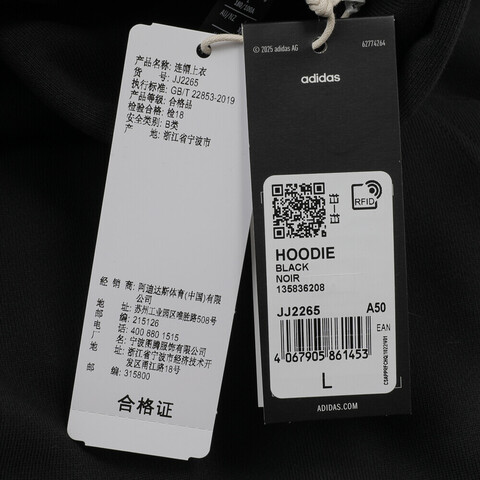 产品名称: 连帽上衣
货 号: JJ2265
执行标准: GB/T 22853-2019
产品等级: 合格品
检验合格: 检18
安全类别: B类
产 地: 浙江省宁波市
经 销 商: 阿迪达斯体育(中国)有限
公司
地 址: 苏州工业园区唯胜路508号
邮 编: 215126
电 话: 400 880 1515
厂 名: 宁波甬腾服饰有限公司
地 址: 浙江省宁波市经济技术开
发区甬江路18号
邮 编: 315800
合格证
© 2025 adidas AG
62774264
adidas
RFID
HOODIE
BLACK
NOIR
135836208
JJ2265 A50
EAN
4 067905 861453
L
ADIDAS.COM